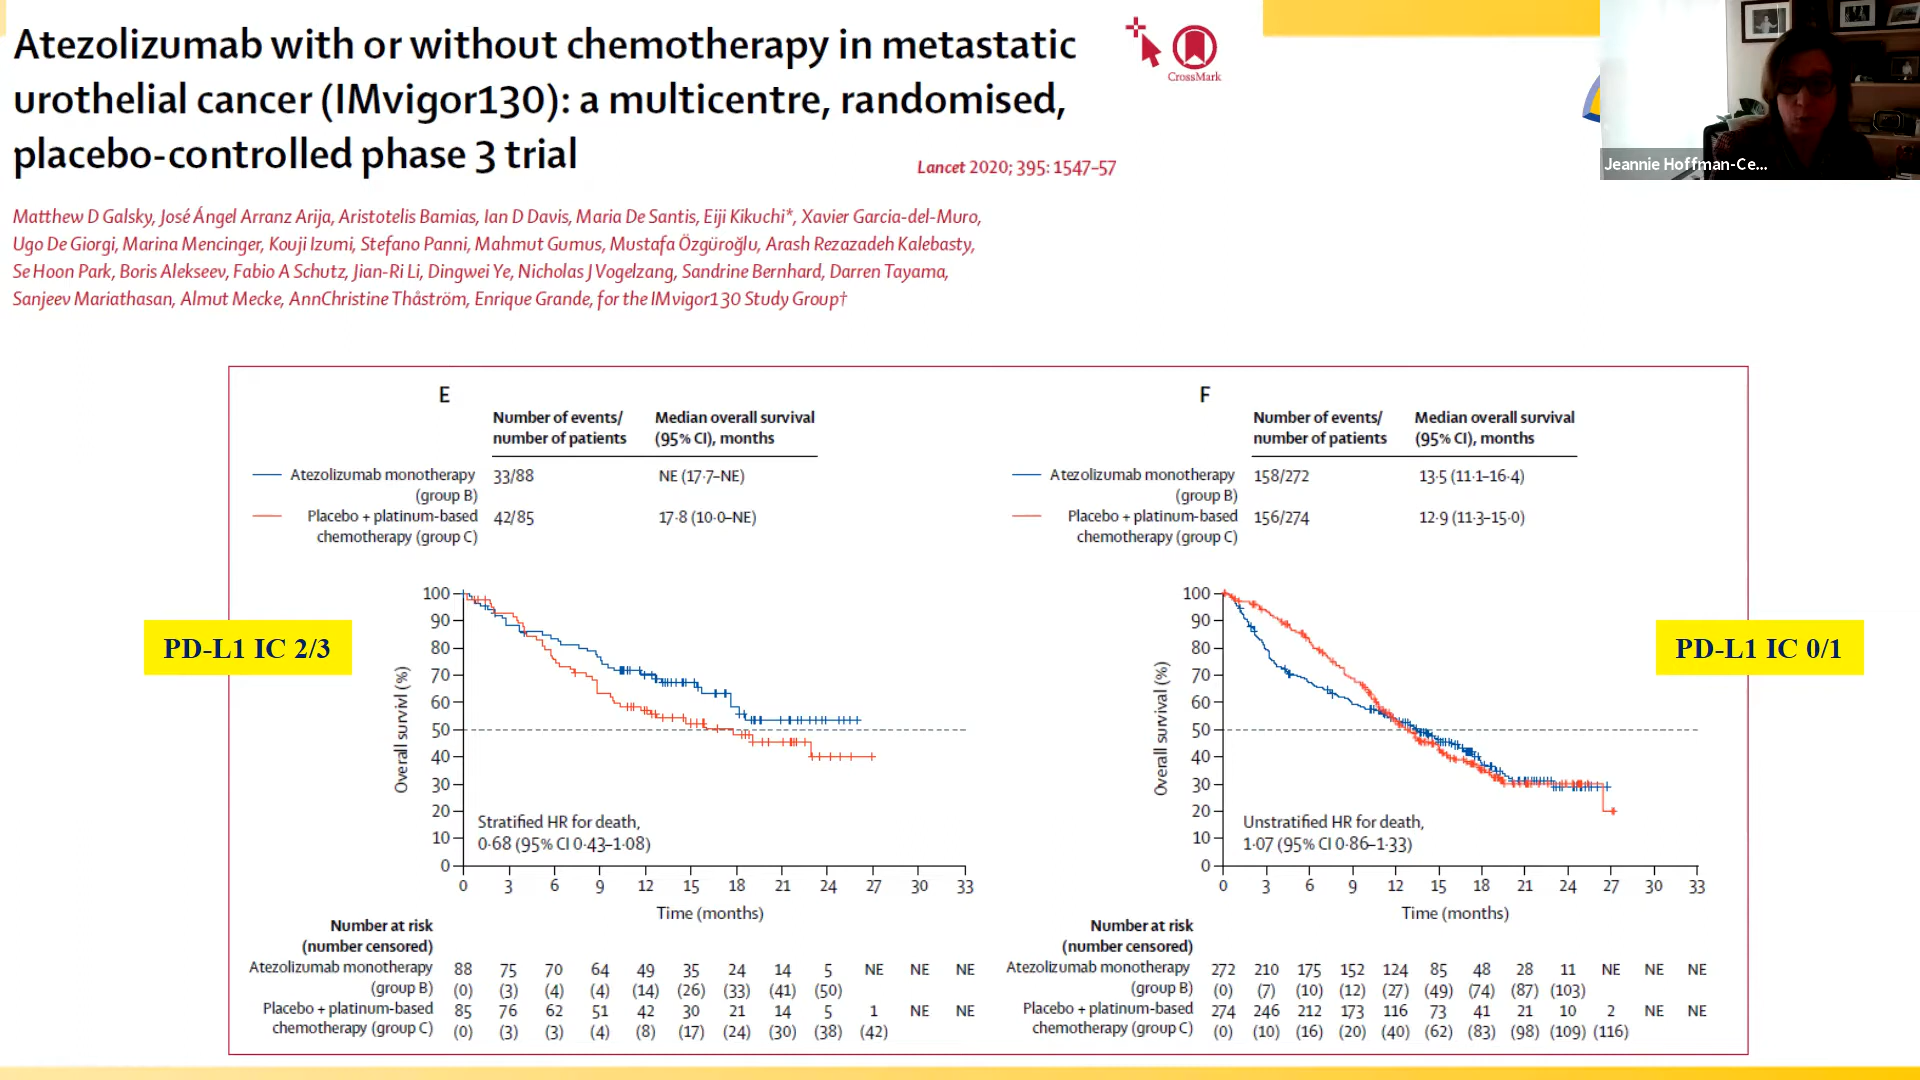 Atezolizumab with or without chemotherapy in metastatic
urothelial cancer (IMvigor130): a multicentre, randomised,
placebo-controlled phase 3 trial
Lancet 2020; 395: 1547–57
CrossMark
Jeannie Hoffman-Ce...
Matthew D Galsky, José Ángel Arranz Arija, Aristotelis Bamias, Ian D Davis, Maria De Santis, Eiji Kikuchi*, Xavier Garcia-del-Muro,
Ugo De Giorgi, Marina Mencinger, Kouji Izumi, Stefano Panni, Mahmut Gumus, Mustafa Özgüroğlu, Arash Rezazadeh Kalebasty,
Se Hoon Park, Boris Alekseev, Fabio A Schutz, Jian-Ri Li, Dingwei Ye, Nicholas J Vogelzang, Sandrine Bernhard, Darren Tayama,
Sanjeev Mariathasan, Almut Mecke, AnnChristine Thåström, Enrique Grande, for the IMvigor130 Study Group†
E
Number of events/ Median overall survival
number of patients (95% CI), months
Atezolizumab monotherapy 33/88 NE (17·7–NE)
(group B)
Placebo + platinum-based 42/85 17·8 (10·0–NE)
chemotherapy (group C)
PD-L1 IC 2/3
Overall survivl (%)
100
90
80
70
60
50
40
30
20
10
0
Stratified HR for death,
0·68 (95% CI 0·43–1·08)
0 3 6 9 12 15 18 21 24 27 30 33
Time (months)
Number at risk
(number censored)
Atezolizumab monotherapy 88 75 70 64 49 35 24 14 5 NE NE NE
(group B) (0) (3) (4) (4) (14) (26) (33) (41) (50)
Placebo + platinum-based 85 76 62 51 42 30 21 14 5 1 NE NE
chemotherapy (group C) (0) (3) (3) (4) (8) (17) (24) (30) (38) (42)
F
Number of events/ Median overall survival
number of patients (95% CI), months
Atezolizumab monotherapy 158/272 13·5 (11·1–16·4)
(group B)
Placebo + platinum-based 156/274 12·9 (11·3–15·0)
chemotherapy (group C)
PD-L1 IC 0/1
Overall survival (%)
100
90
80
70
60
50
40
30
20
10
0
Unstratified HR for death,
1·07 (95% CI 0·86–1·33)
0 3 6 9 12 15 18 21 24 27 30 33
Time (months)
Number at risk
(number censored)
Atezolizumab monotherapy 272 210 175 152 124 85 48 28 11 NE NE NE
(group B) (0) (7) (10) (12) (27) (49) (74) (87) (103)
Placebo + platinum-based 274 246 212 173 116 73 41 21 10 2 NE NE
chemotherapy (group C) (0) (10) (16) (20) (40) (62) (83) (98) (109) (116)